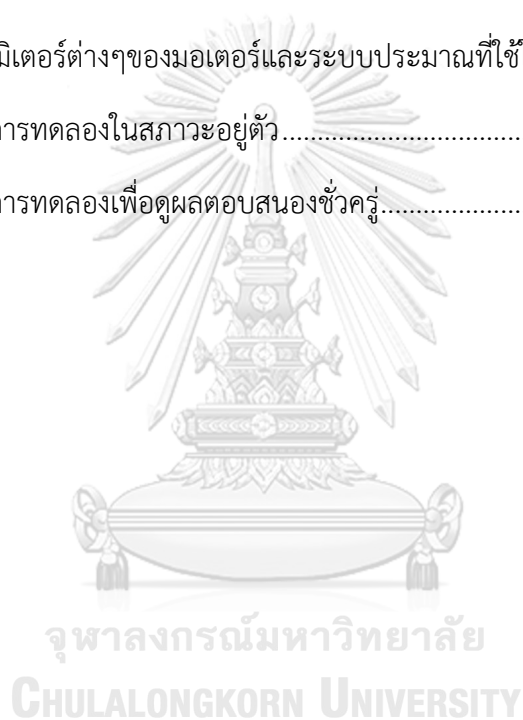 มิเตอร์ต่างๆของมอเตอร์และระบบประมาณที่ใช้
การทดลองในสภาวะอยู่ตัว................................
การทดลองเพื่อดูผลตอบสนองชั่วครู่...................
จุฬาลงกรณ์มหาวิทยาลัย
CHULALONGKORN UNIVERSITY